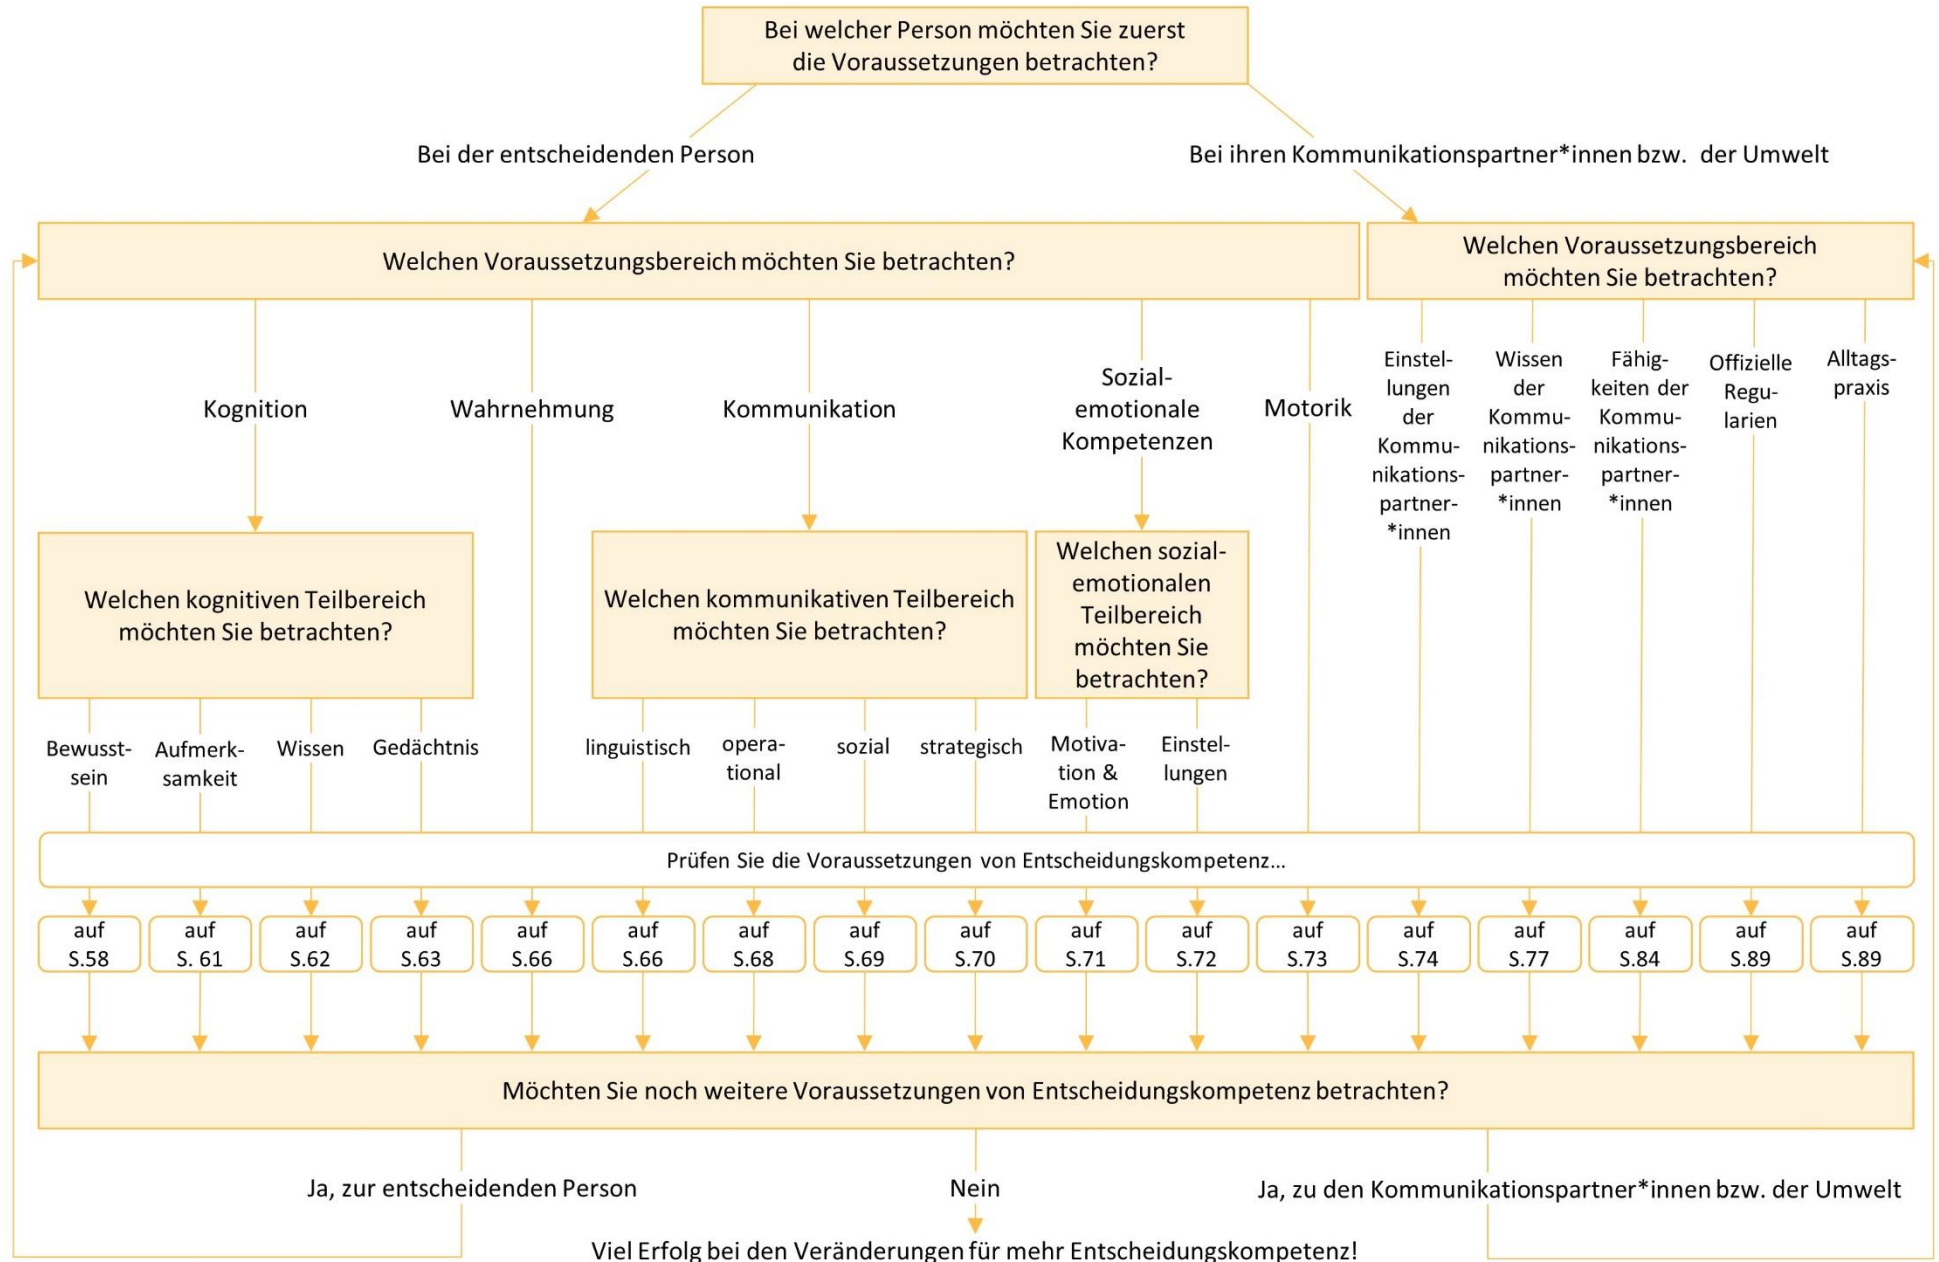 Bei welcher Person möchten Sie zuerst
die Voraussetzungen betrachten?
Bei der entscheidenden Person
Bei ihren Kommunikationspartner*innen bzw. der Umwelt
Welchen Voraussetzungsbereich möchten Sie betrachten?
Welchen Voraussetzungsbereich
möchten Sie betrachten?
Kognition
Wahrnehmung
Kommunikation
Sozial-
emotionale
Kompetenzen
Motorik
Einstel-
lungen
der
Kommu-
nikations-
partner-
*innen
Wissen
der
Kommu-
nikations-
partner-
*innen
Fähig-
keiten der
Kommu-
nikations-
partner-
*innen
Offizielle
Regu-
larien
Alltags-
praxis
Welchen kognitiven Teilbereich
möchten Sie betrachten?
Welchen kommunikativen Teilbereich
möchten Sie betrachten?
Welchen sozial-
emotionalen
Teilbereich
möchten Sie
betrachten?
Bewusst-
sein
Aufmerk-
samkeit
Wissen
Gedächtnis
linguistisch
opera-
tional
sozial
strategisch
Motiva-
tion &
Emotion
Einstel-
lungen
Prüfen Sie die Voraussetzungen von Entscheidungskompetenz...
auf
S.58
auf
S. 61
auf
S.62
auf
S.63
auf
S.66
auf
S.66
auf
S.68
auf
S.69
auf
S.70
auf
S.71
auf
S.72
auf
S.73
auf
S.74
auf
S.77
auf
S.84
auf
S.89
auf
S.89
Möchten Sie noch weitere Voraussetzungen von Entscheidungskompetenz betrachten?
Ja, zur entscheidenden Person
Nein
Ja, zu den Kommunikationspartner*innen bzw. der Umwelt
Viel Erfolg bei den Veränderungen für mehr Entscheidungskompetenz!